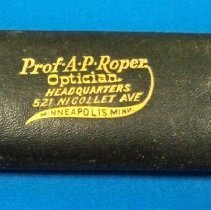 Prof·A·P·Roper
Optician.
HEADQUARTERS
521 NICOLLET AVE
MINNEAPOLIS. MINN.